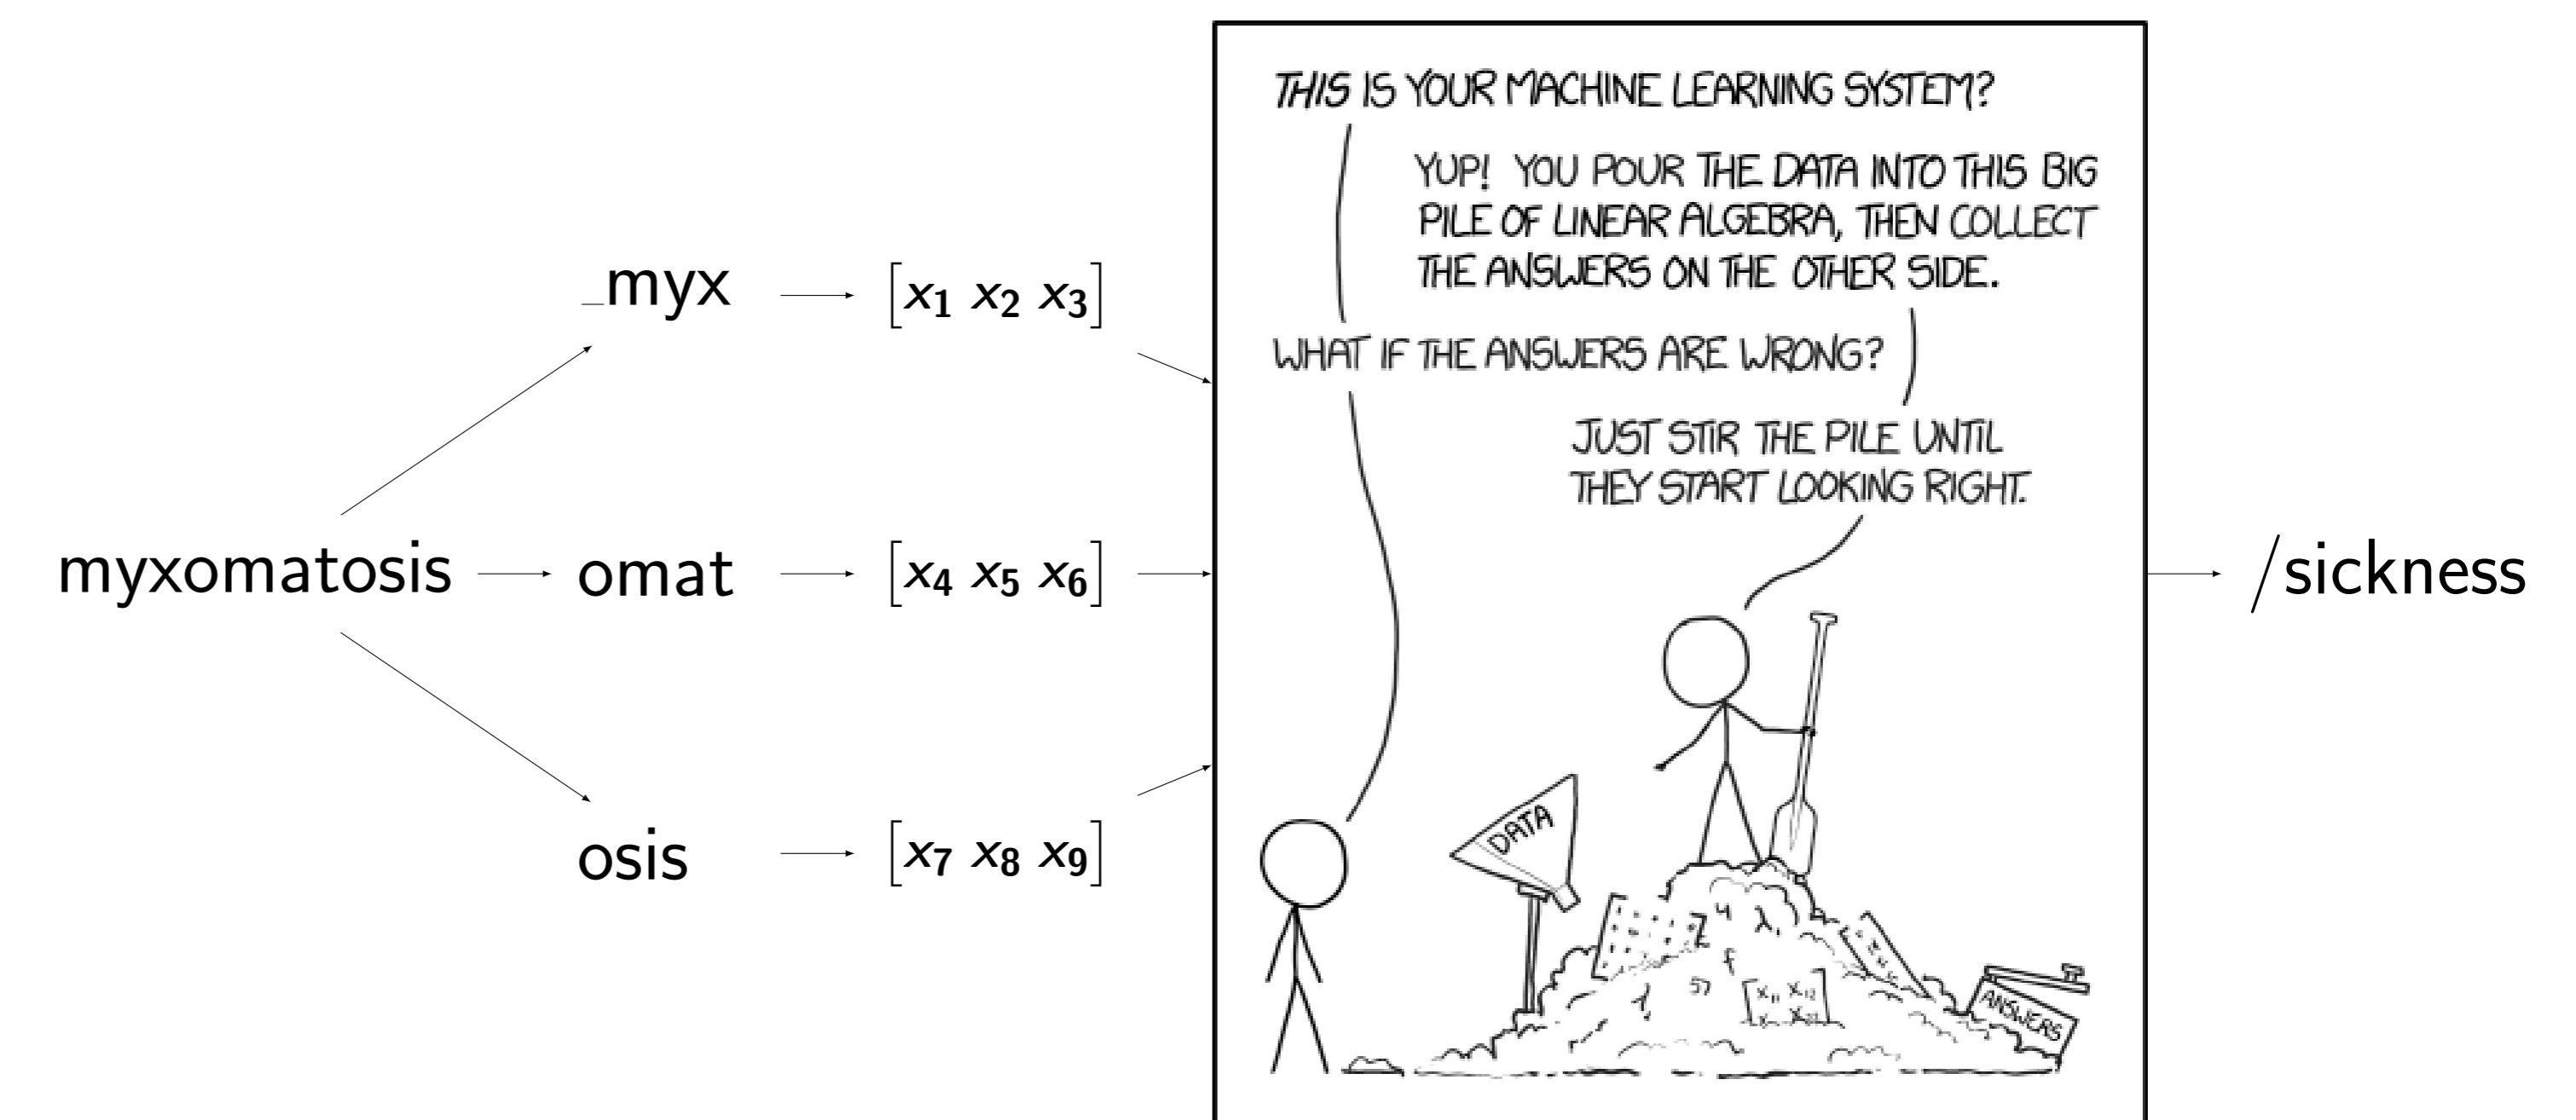 myxomatosis
_myx
[x1 x2 x3]
omat
[x4 x5 x6]
osis
[x7 x8 x9]
THIS IS YOUR MACHINE LEARNING SYSTEM?
YUP! YOU POUR THE DATA INTO THIS BIG
PILE OF LINEAR ALGEBRA, THEN COLLECT
THE ANSWERS ON THE OTHER SIDE.
WHAT IF THE ANSWERS ARE WRONG?
JUST STIR THE PILE UNTIL
THEY START LOOKING RIGHT.
DATA
ANSWERS
/sickness